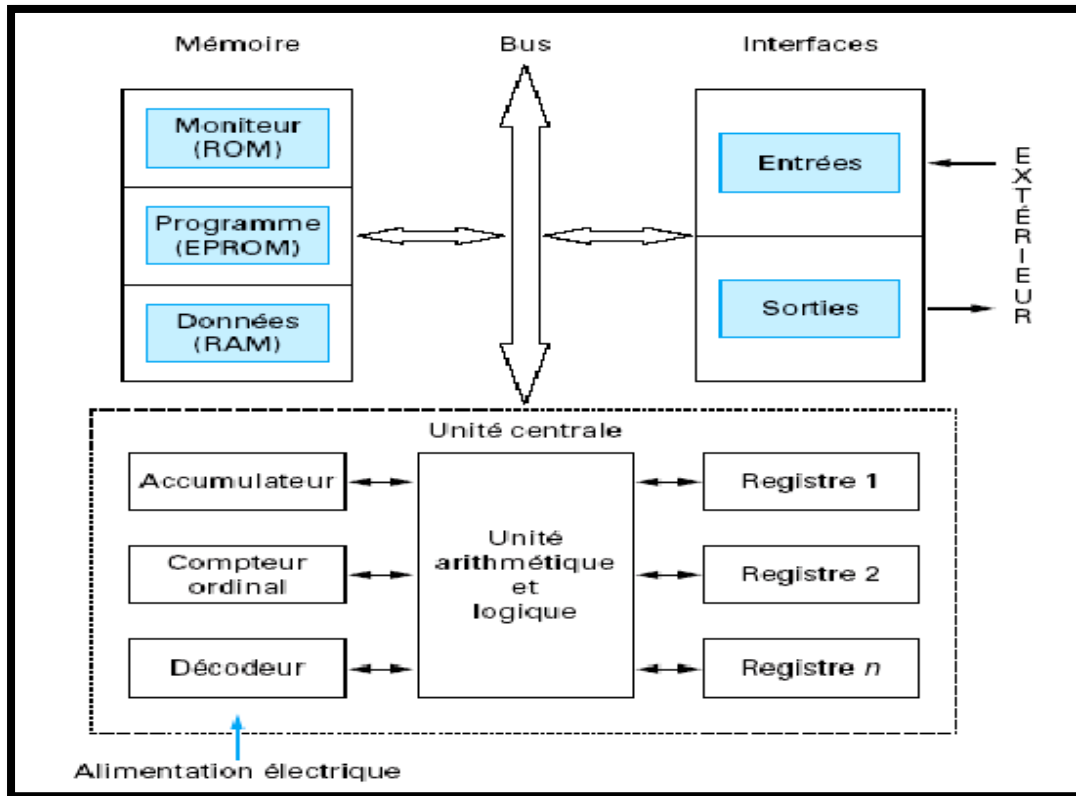 Mémoire
Bus
Interfaces
Moniteur
(ROM)
Programme
(EPROM)
Données
(RAM)
Entrées
Sorties
EXTÉRIEUR
Unité centrale
Accumulateur
Compteur
ordinal
Décodeur
Unité
arithmétique
et
logique
Registre 1
Registre 2
Registre n
Alimentation électrique